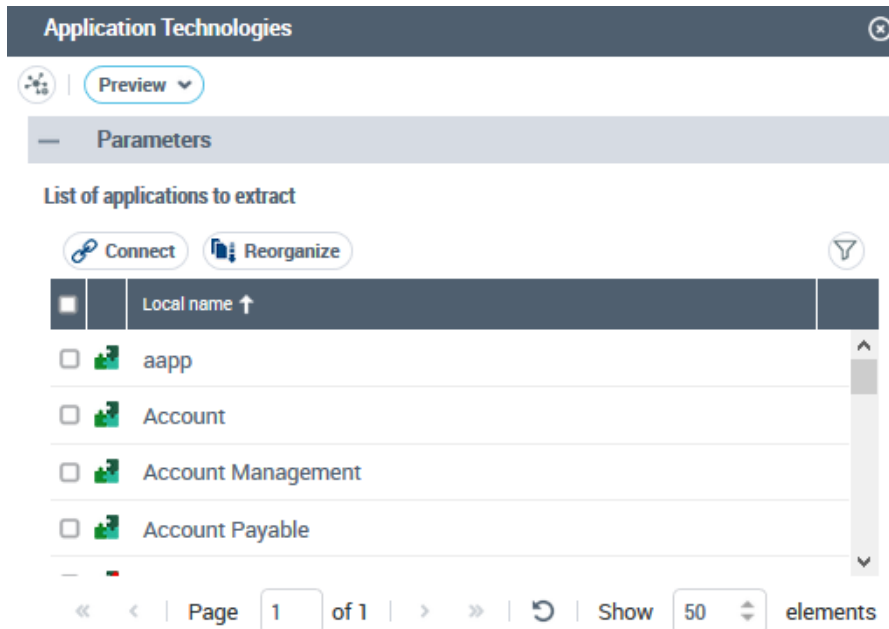 Application Technologies
Preview
Parameters
List of applications to extract
Connect Reorganize
Local name
aapp
Account
Account Management
Account Payable
Page 1 of 1 Show 50 elements